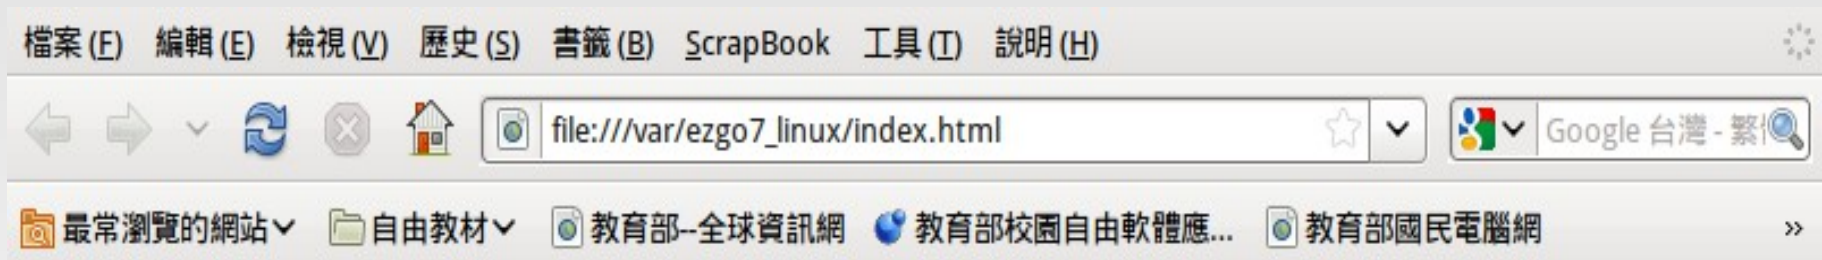 檔案(F) 編輯(E) 檢視(V) 歷史(S) 書籤(B) ScrapBook 工具(T) 說明(H)
file:///var/ezgo7_linux/index.html Google 台灣 - 繁
最常瀏覽的網站 自由教材 教育部--全球資訊網 教育部校園自由軟體應... 教育部國民電腦網 »